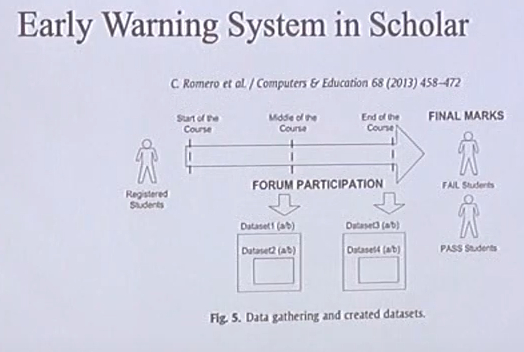 Early Warning System in Scholar
C. Romero et al. / Computers & Education 68 (2013) 458–472
Start of the
Course
Middle of the
Course
End of the
Course
FINAL MARKS
Registered
Students
FORUM PARTICIPATION
FAIL Students
Dataset1 (a/b)
Dataset3 (a/b)
Dataset2 (a/b)
Dataset4 (a/b)
PASS Students
Fig. 5. Data gathering and created datasets.